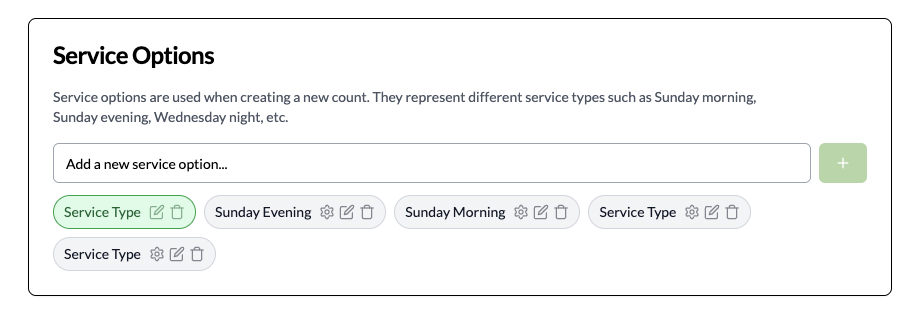 Service Options
Service options are used when creating a new count. They represent different service types such as Sunday morning,
Sunday evening, Wednesday night, etc.
Add a new service option...
+
Service Type
Sunday Evening
Sunday Morning
Service Type
Service Type